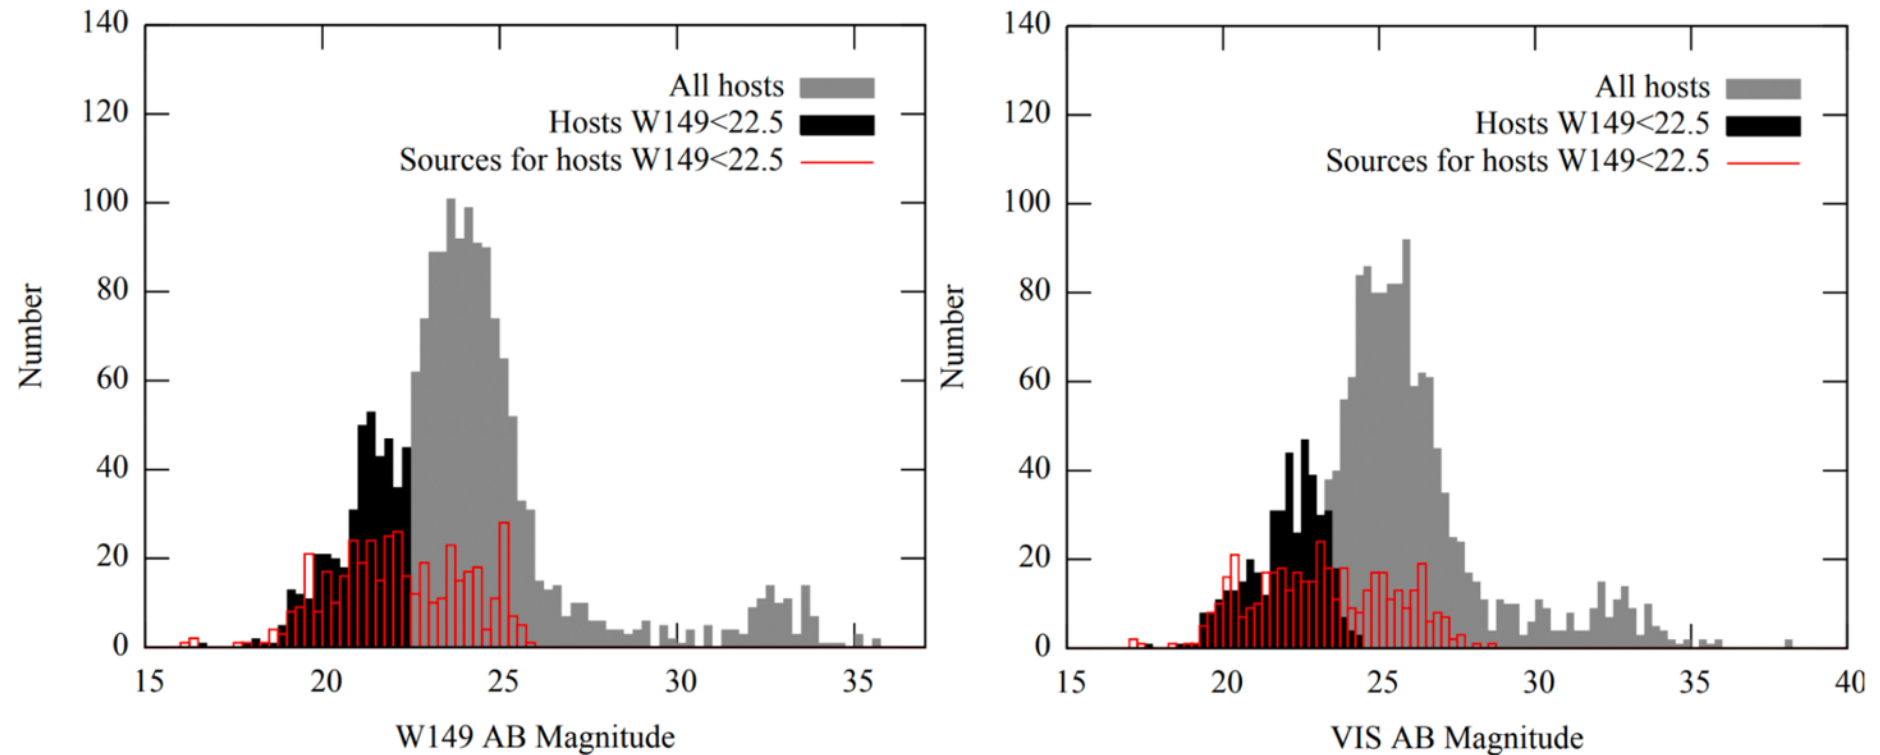 140
120
100
80
60
40
20
0
Number
All hosts
Hosts W149<22.5
Sources for hosts W149<22.5
15 20 25 30 35
W149 AB Magnitude
140
120
100
80
60
40
20
0
Number
All hosts
Hosts W149<22.5
Sources for hosts W149<22.5
15 20 25 30 35 40
VIS AB Magnitude